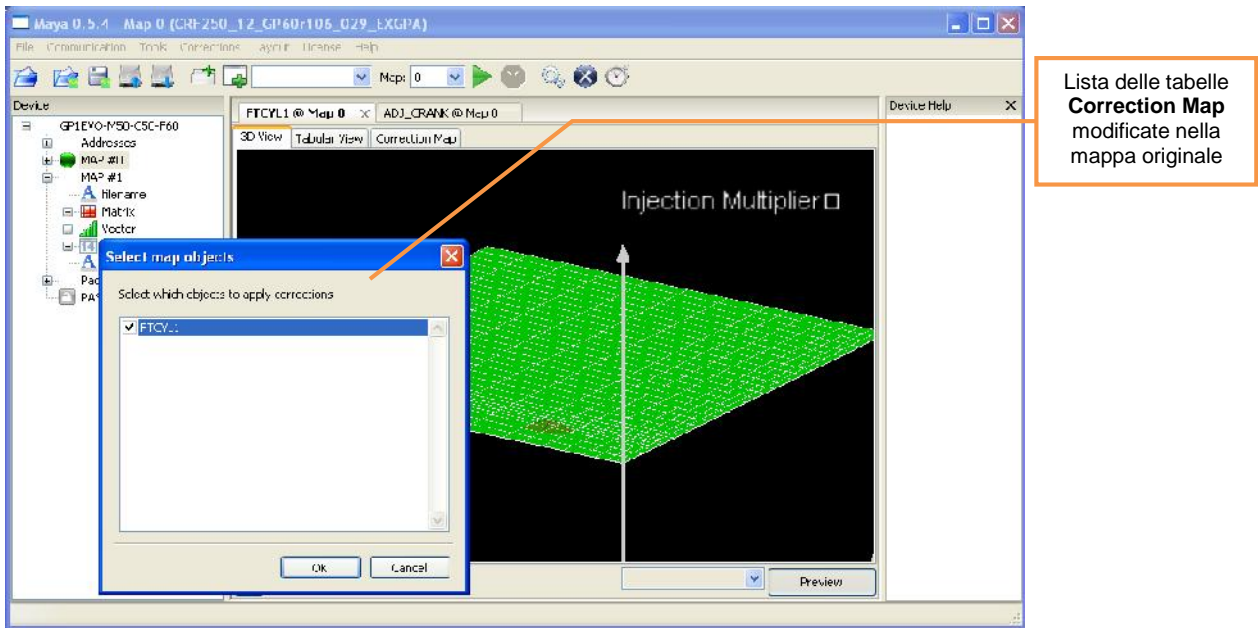 Maya 0.5.4 Map 0 (CRF250_12_GP60r106_029_EXGPA)
File Communication Tools Corrections Layout License Help
Map: 0
Device
GP1EVO-M50-C50-F60
Addresses
MAP #0
MAP #1
filename
Matrix
Vector
14
FTCYL1 @ Map 0
ADJ_CRANK @ Map 0
3D View
Tabular View
Correction Map
Injection Multiplier
Select map objects
Select which objects to apply corrections
FTCYL1
Ok
Cancel
Preview
Device Help
Lista delle tabelle
Correction Map
modificate nella
mappa originale